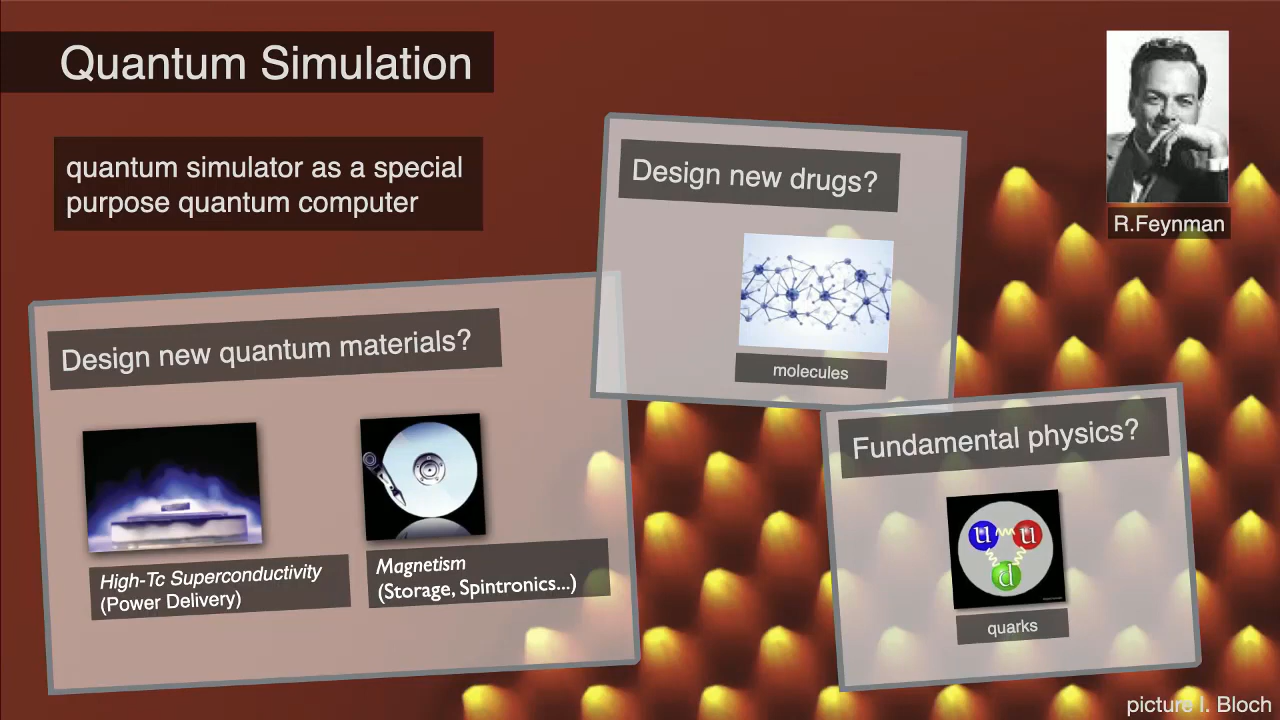 Quantum Simulation
quantum simulator as a special
purpose quantum computer
R.Feynman
Design new drugs?
molecules
Design new quantum materials?
High-Tc Superconductivity
(Power Delivery)
Magnetism
(Storage, Spintronics...)
Fundamental physics?
u u
d
quarks
picture I. Bloch